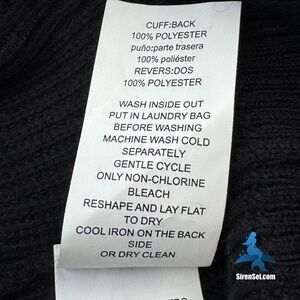 CUFF:BACK
100% POLYESTER
puño:parte trasera
100% poliéster
REVERS:DOS
100% POLYESTER
WASH INSIDE OUT
PUT IN LAUNDRY BAG
BEFORE WASHING
MACHINE WASH COLD
SEPARATELY
GENTLE CYCLE
ONLY NON-CHLORINE
BLEACH
RESHAPE AND LAY FLAT
TO DRY
COOL IRON ON THE BACK
SIDE
OR DRY CLEAN
SirenSel.com